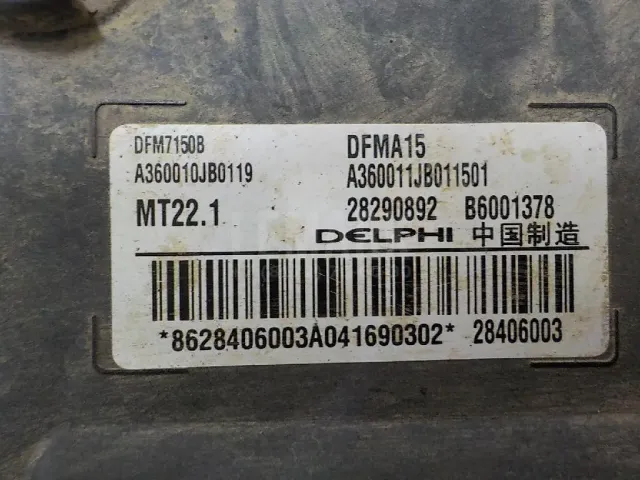 DFM7150B DFMA15
A360010JB0119 A360011JB011501
MT22.1 28290892 B6001378
DELPHI 中国制造
*8628406003A041690302* 28406003